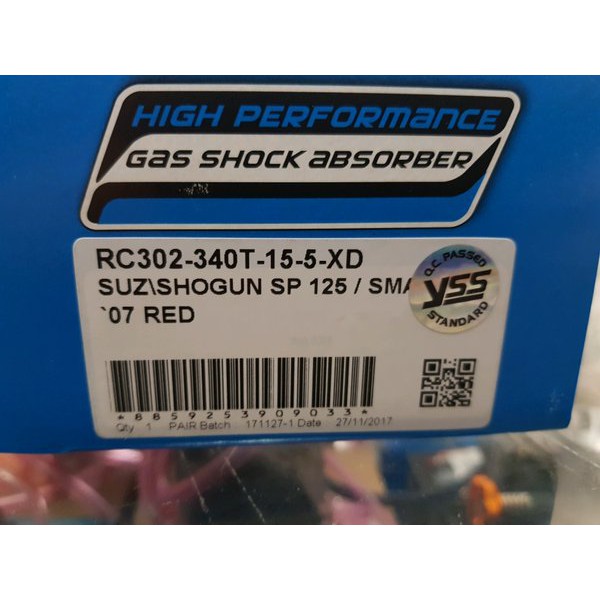 HIGH PERFORMANCE
GAS SHOCK ABSORBER
RC302-340T-15-5-XD
SUZ\SHOGUN SP 125 /
`07 RED
Q.C. PASSED
YSS
STANDARD
*8859253909033*
Qty 1 PAIR Batch 171127-1 Date 27/11/2017